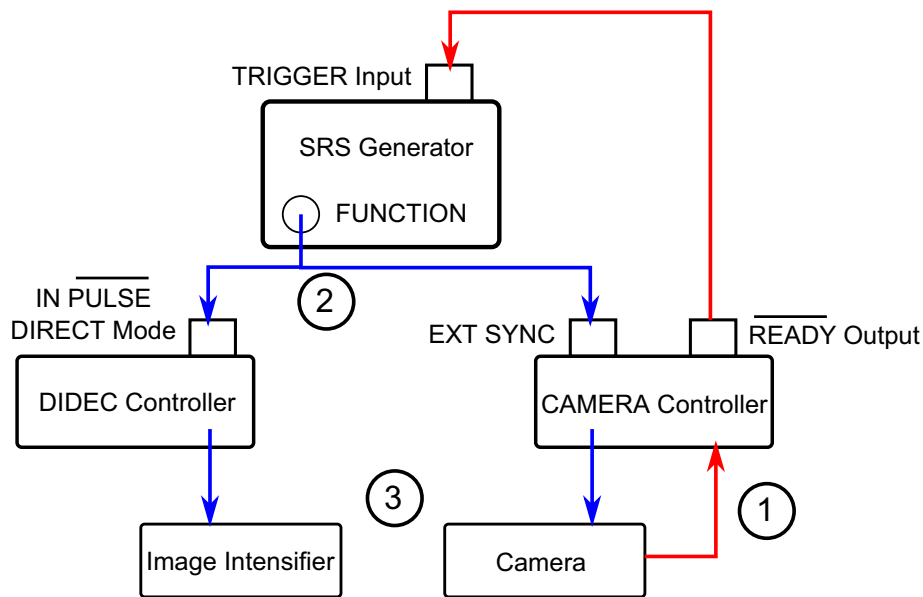 TRIGGER Input
SRS Generator
FUNCTION
2
IN PULSE
DIRECT Mode
EXT SYNC
READY Output
DIDEC Controller
CAMERA Controller
3
1
Image Intensifier
Camera